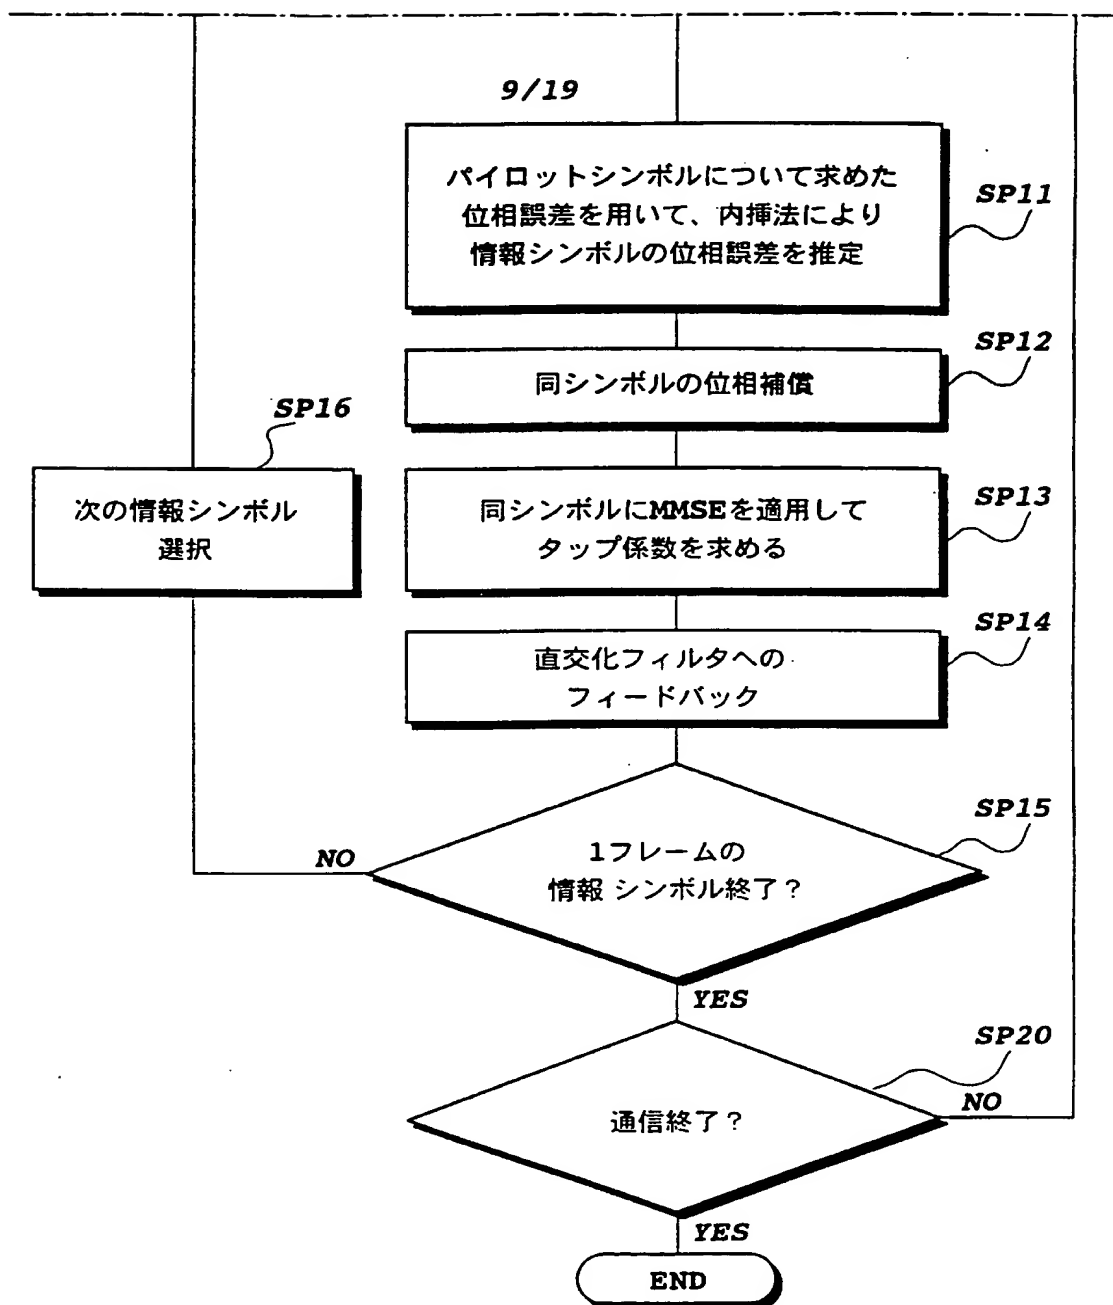 9/19
パイロットシンボルについて求めた
位相誤差を用いて、内挿法により
情報シンボルの位相誤差を推定
SP11
同シンボルの位相補償
SP12
SP16
次の情報シンボル
選択
同シンボルにMMSEを適用して
タップ係数を求める
SP13
直交化フィルタへの
フィードバック
SP14
1フレームの
情報 シンボル終了？
SP15
NO
YES
通信終了？
SP20
NO
YES
END